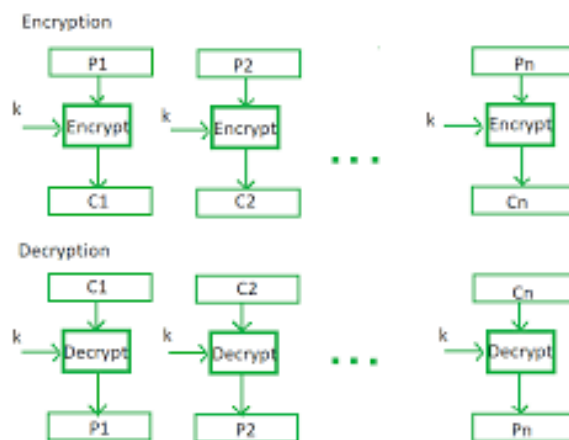 Encryption
P1 P2 Pn
k Encrypt k Encrypt k Encrypt
C1 C2 Cn
Decryption
C1 C2 Cn
k Decrypt k Decrypt k Decrypt
P1 P2 Pn